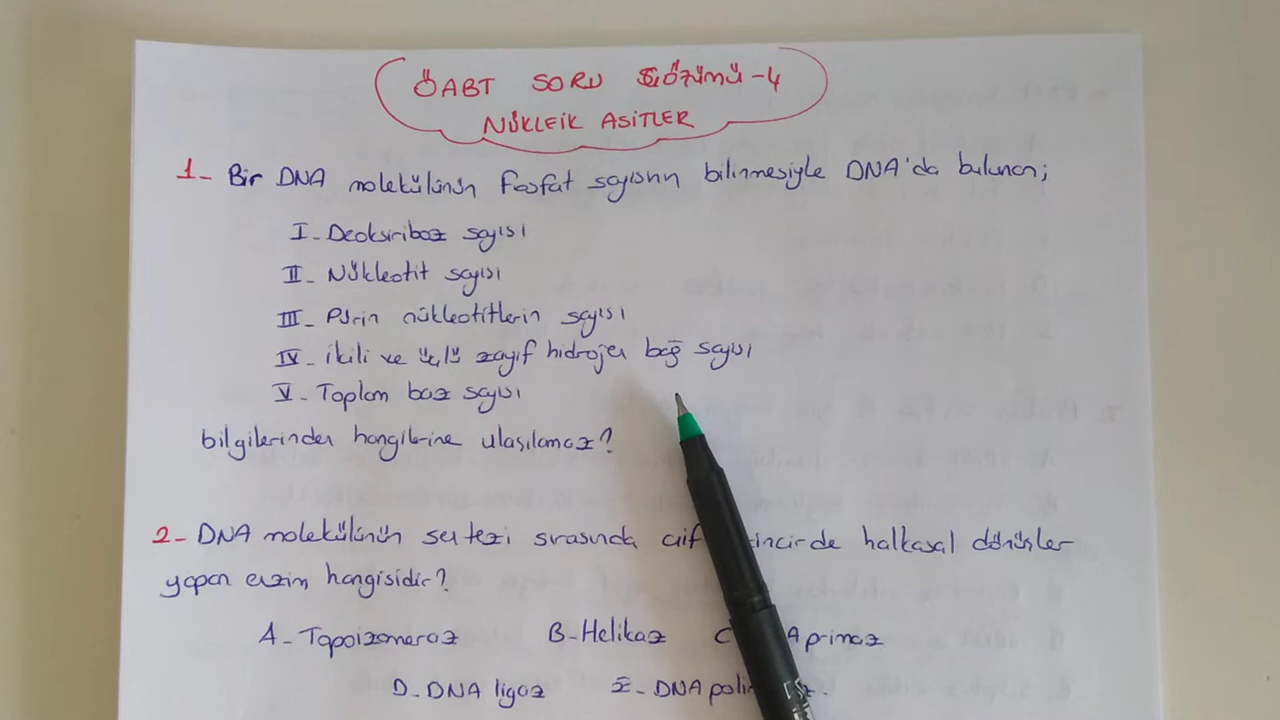 ÖABT SORU ÇÖZÜMÜ-4
NÜKLEİK ASİTLER
1- Bir DNA molekülünün fosfat sayısının bilinmesiyle DNA'da bulunan;
I- Deoksiriboz sayısı
II- Nükleotit sayısı
III- Pürin nükleotitlerin sayısı
IV- İkili ve üçlü zayıf hidrojen bağ sayısı
V- Toplam baz sayısı
bilgilerinden hangilerine ulaşılamaz?
2- DNA molekülünün sentezi sırasında çift zincirde halkasal dönüşler
yapan enzim hangisidir?
A- Topoizomeraz B-Helikaz C A primaz
D. DNA ligaz E- DNA poli